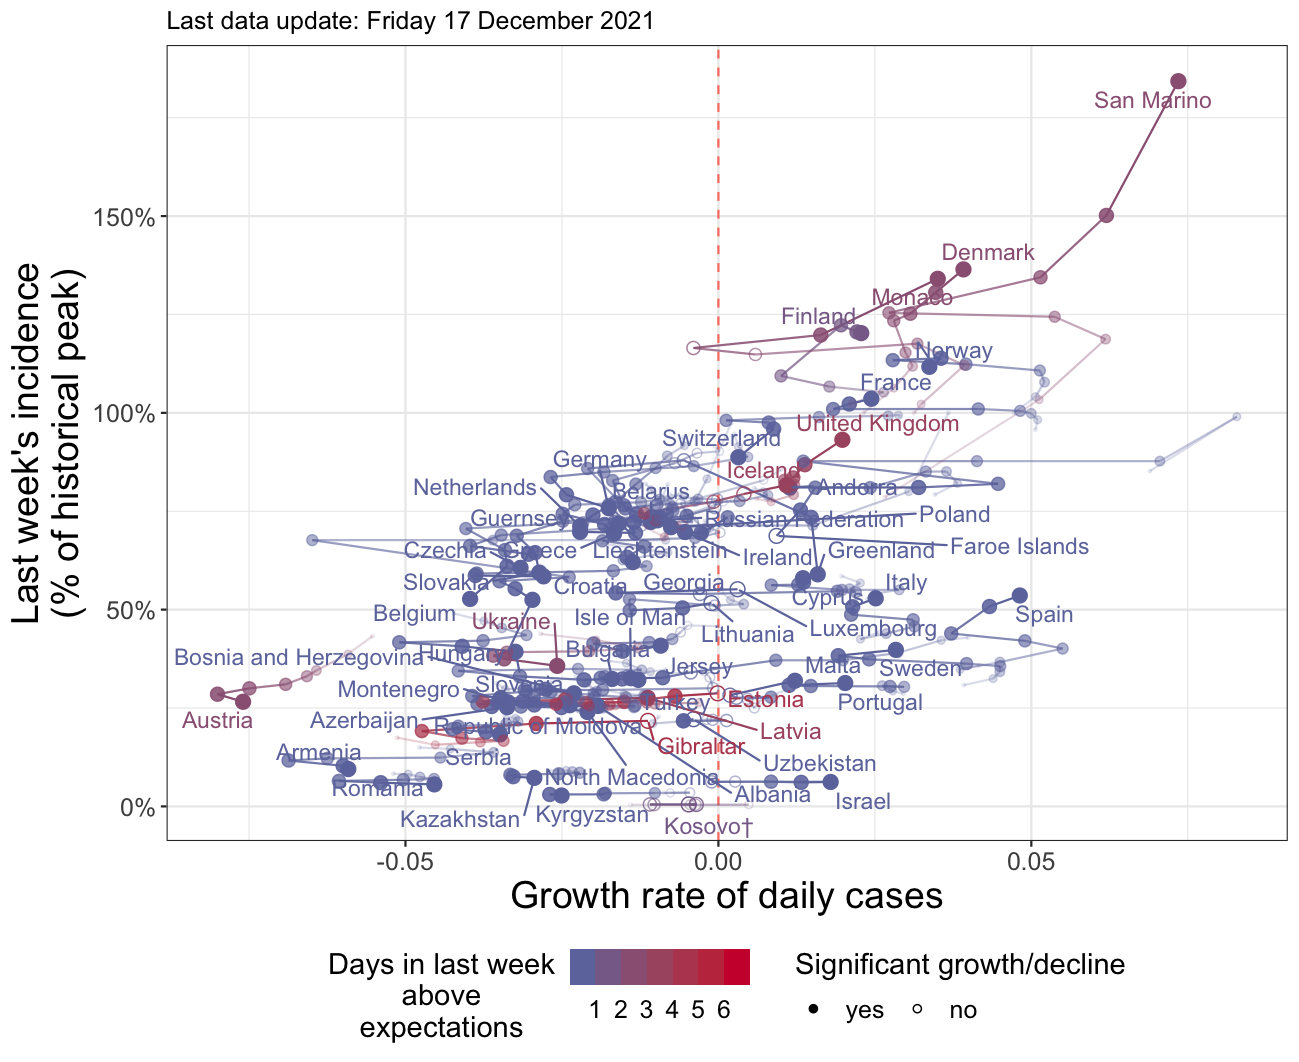 Last data update: Friday 17 December 2021
San Marino
150%
Denmark
Monaco
Finland
Norway
France
100%
United Kingdom
Switzerland
Germany
Iceland
Netherlands
Belarus
Andorra
Guernsey
Russian Federation
Poland
Czechia
Greece
Liechtenstein
Ireland
Greenland
Faroe Islands
Slovakia
Croatia
Georgia
Cyprus
Italy
50%
Belgium
Ukraine
Isle of Man
Lithuania
Luxembourg
Spain
Bosnia and Herzegovina
Hungary
Bulgaria
Jersey
Malta
Sweden
Montenegro
Slovenia
Turkey
Estonia
Portugal
Austria
Azerbaijan
Republic of Moldova
Latvia
Gibraltar
Armenia
Serbia
Uzbekistan
North Macedonia
Romania
Albania
Israel
0%
Kazakhstan
Kyrgyzstan
Kosovo†
-0.05
0.00
0.05
Growth rate of daily cases
Last week's incidence
(% of historical peak)
Days in last week
above
expectations
1 2 3 4 5 6
Significant growth/decline
yes
no